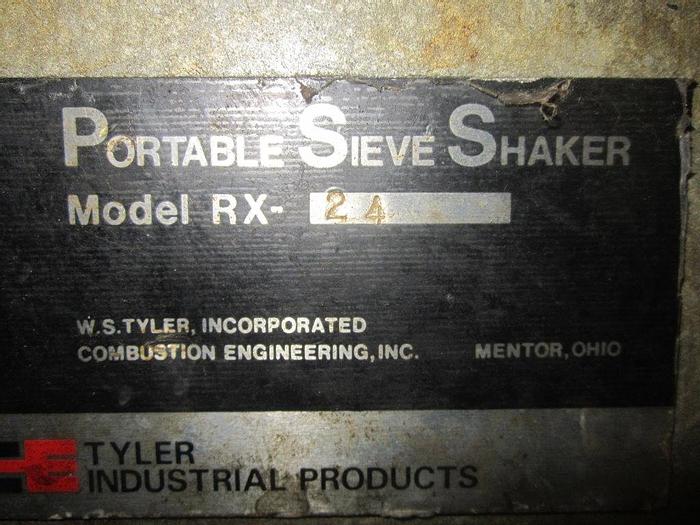 PORTABLE SIEVE SHAKER
Model RX- 24
W.S.TYLER, INCORPORATED
COMBUSTION ENGINEERING, INC. MENTOR, OHIO
TYLER
INDUSTRIAL PRODUCTS